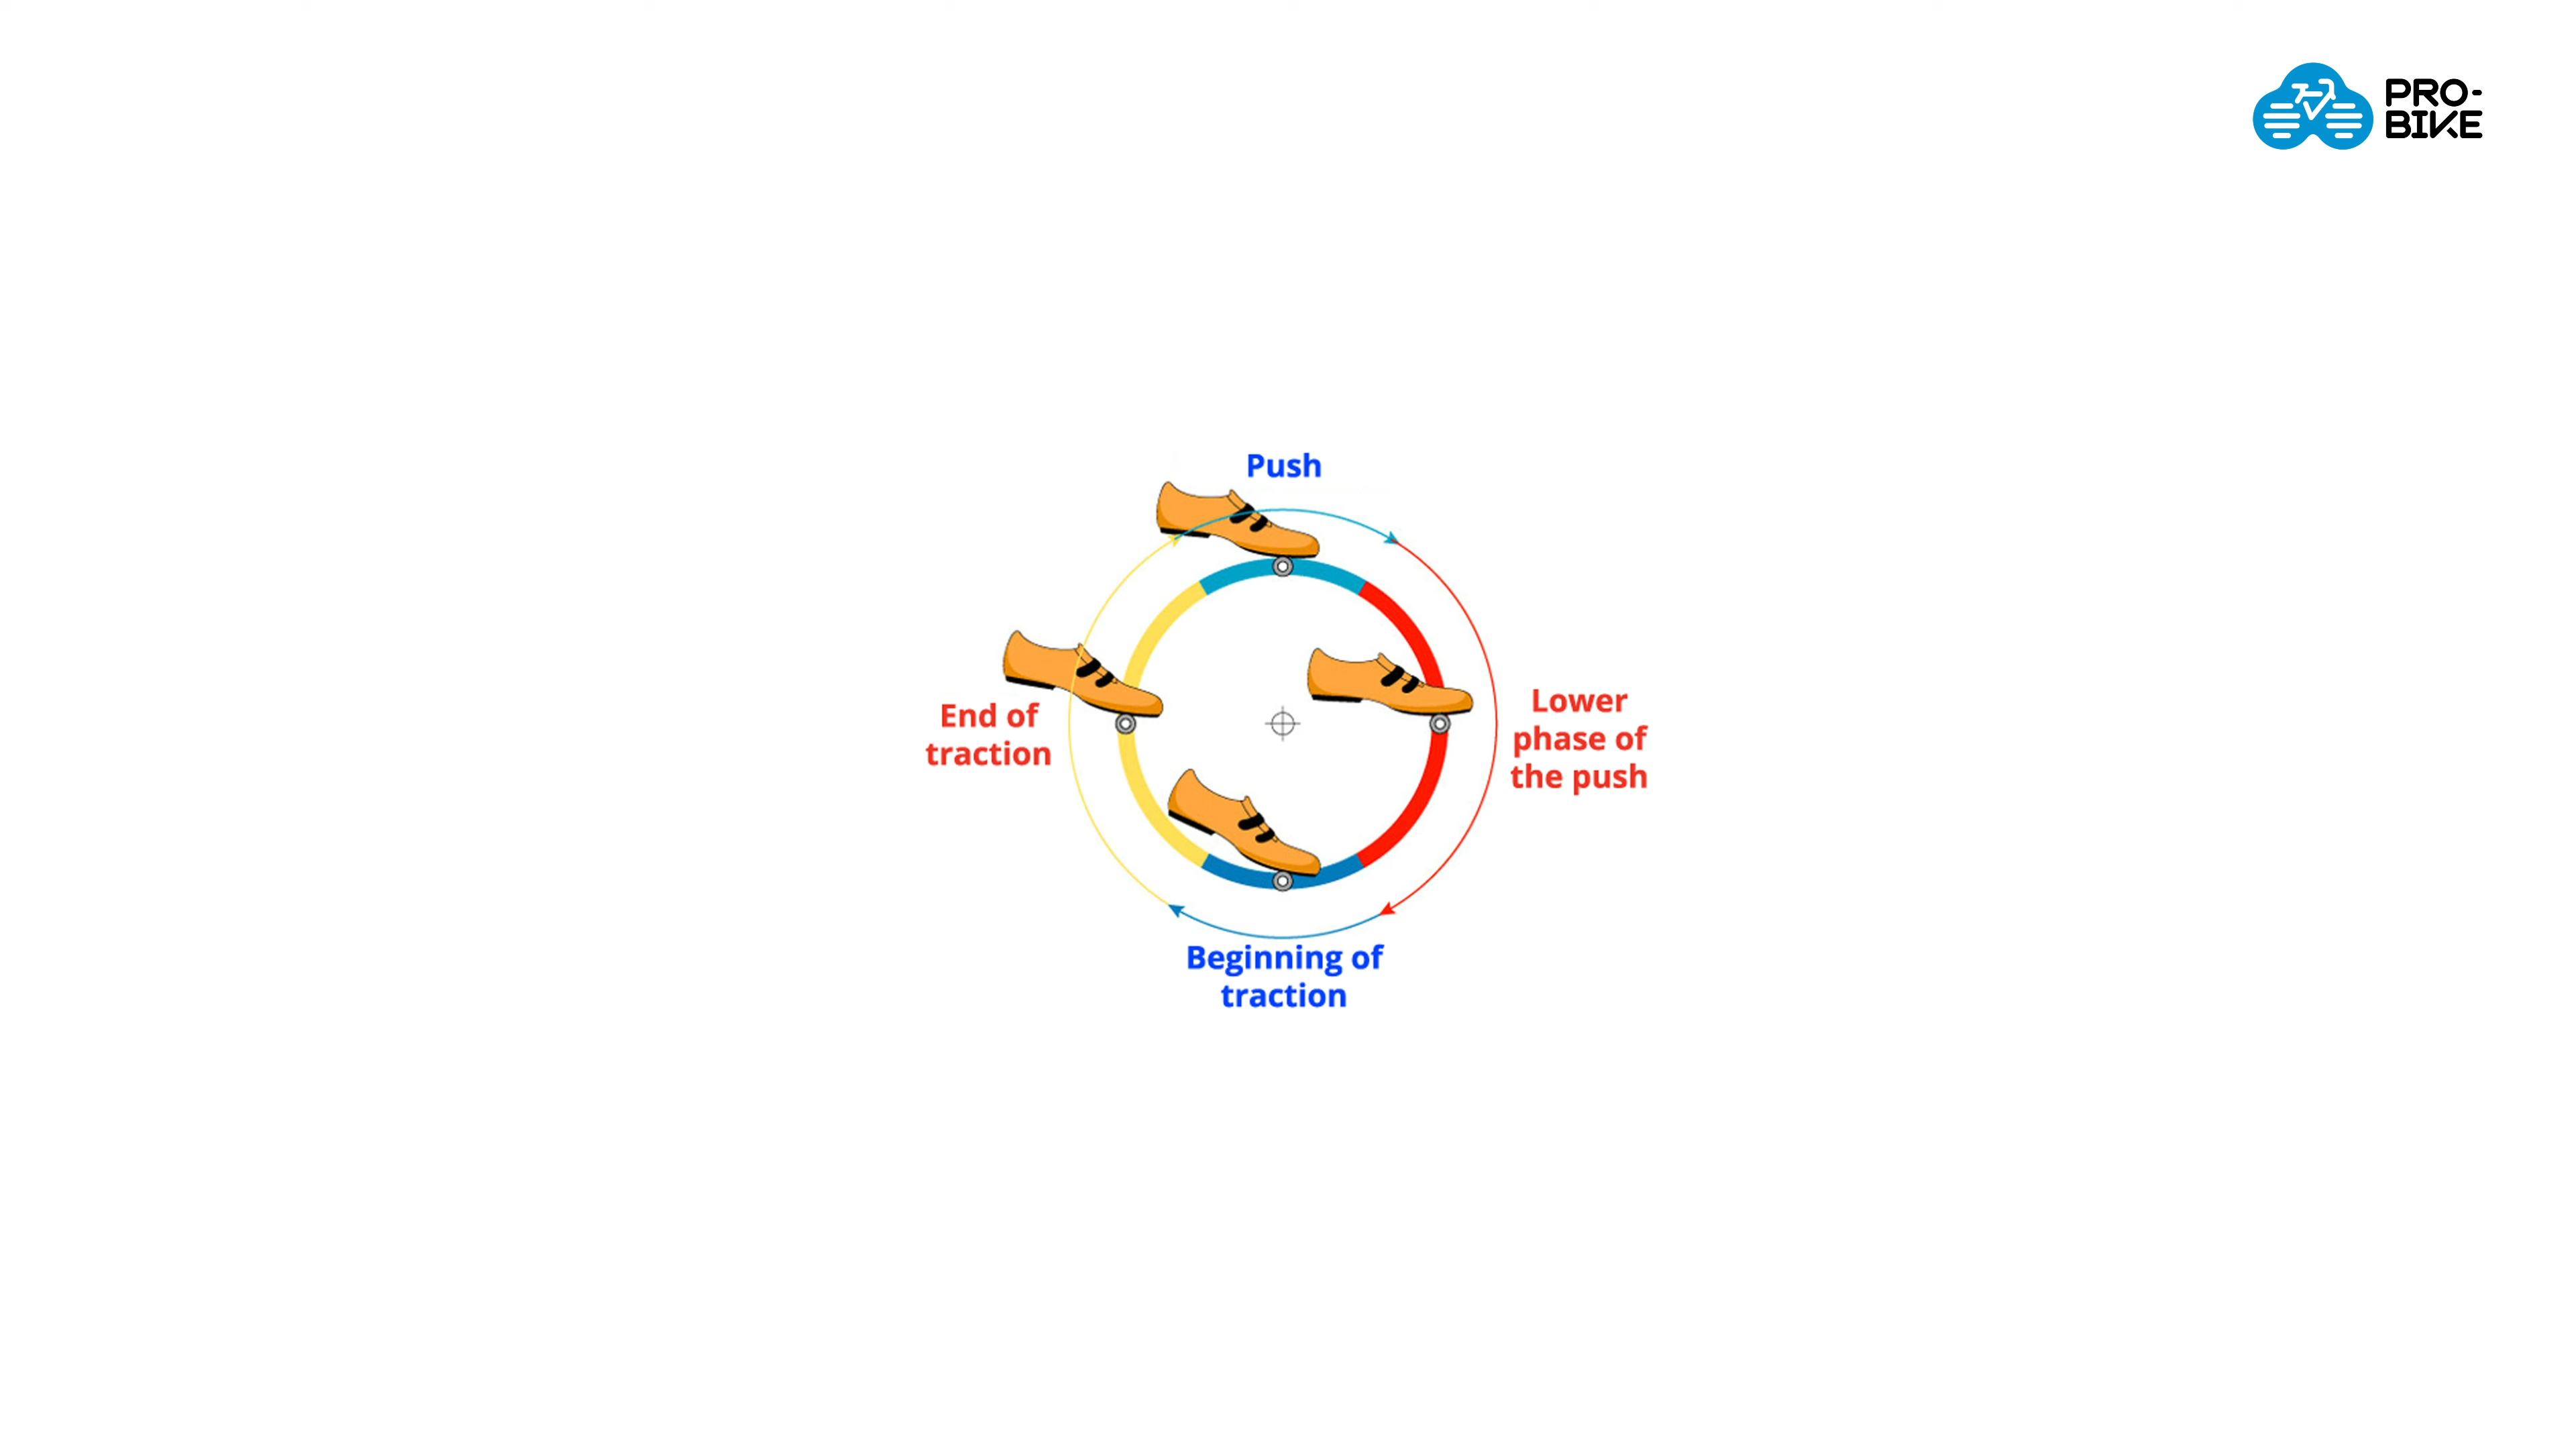 PRO-
BIKE
Push
End of
traction
Lower
phase of
the push
Beginning of
traction